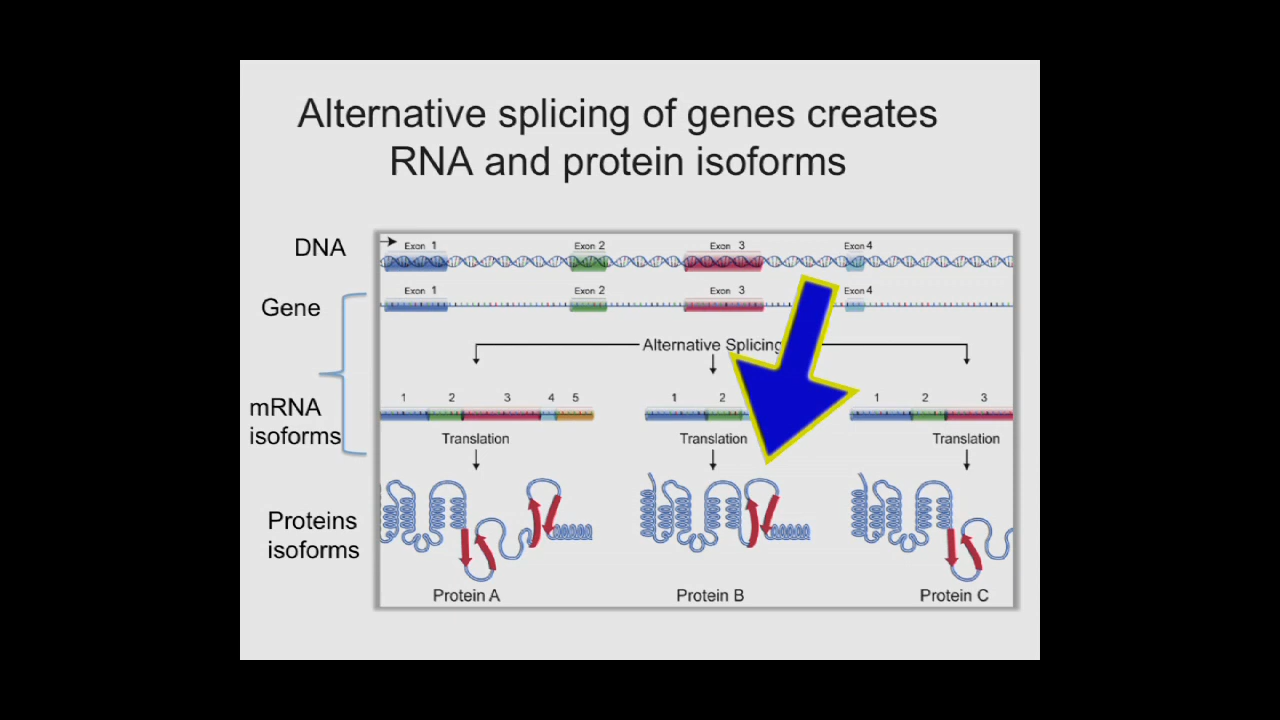 Alternative splicing of genes creates
RNA and protein isoforms
DNA
Exon 1 Exon 2 Exon 3 Exon 4
Gene
Exon 1 Exon 2 Exon 3 Exon 4
Alternative Splicing
mRNA
isoforms
1 2 3 4 5
1 2
1 2 3
Translation Translation Translation
Proteins
isoforms
Protein A Protein B Protein C